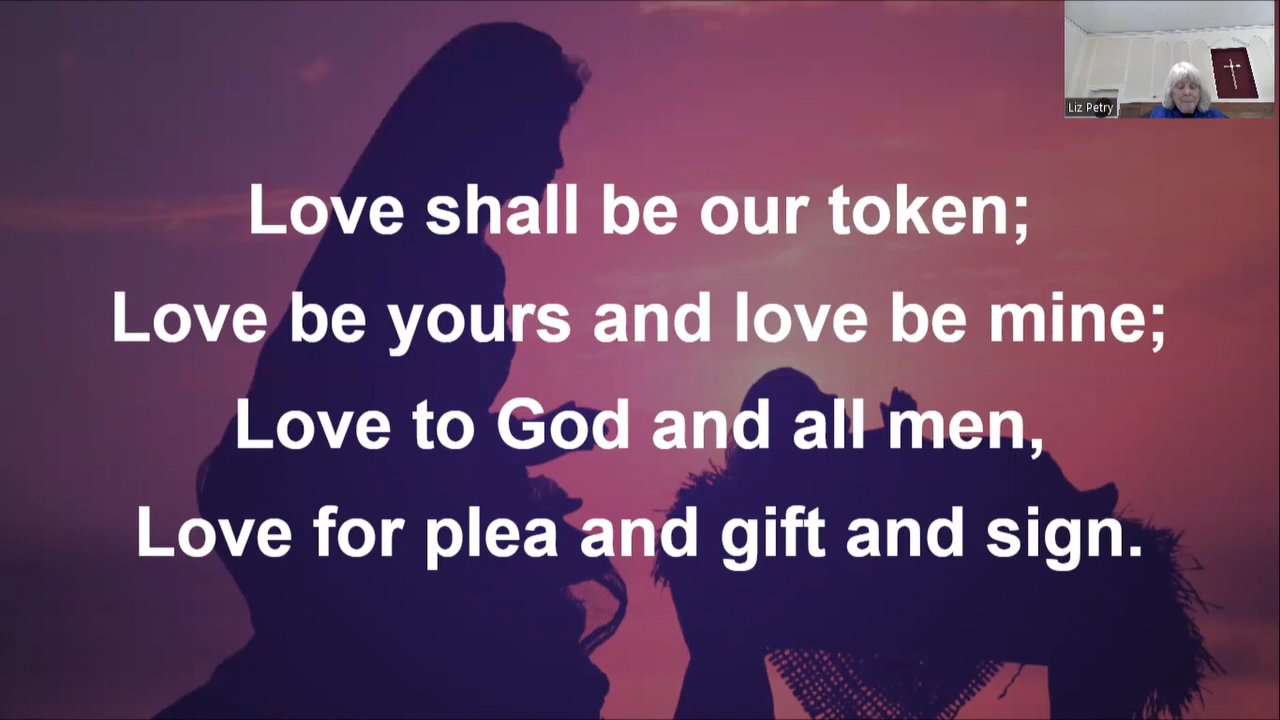 Liz Petry
Love shall be our token;
Love be yours and love be mine;
Love to God and all men,
Love for plea and gift and sign.